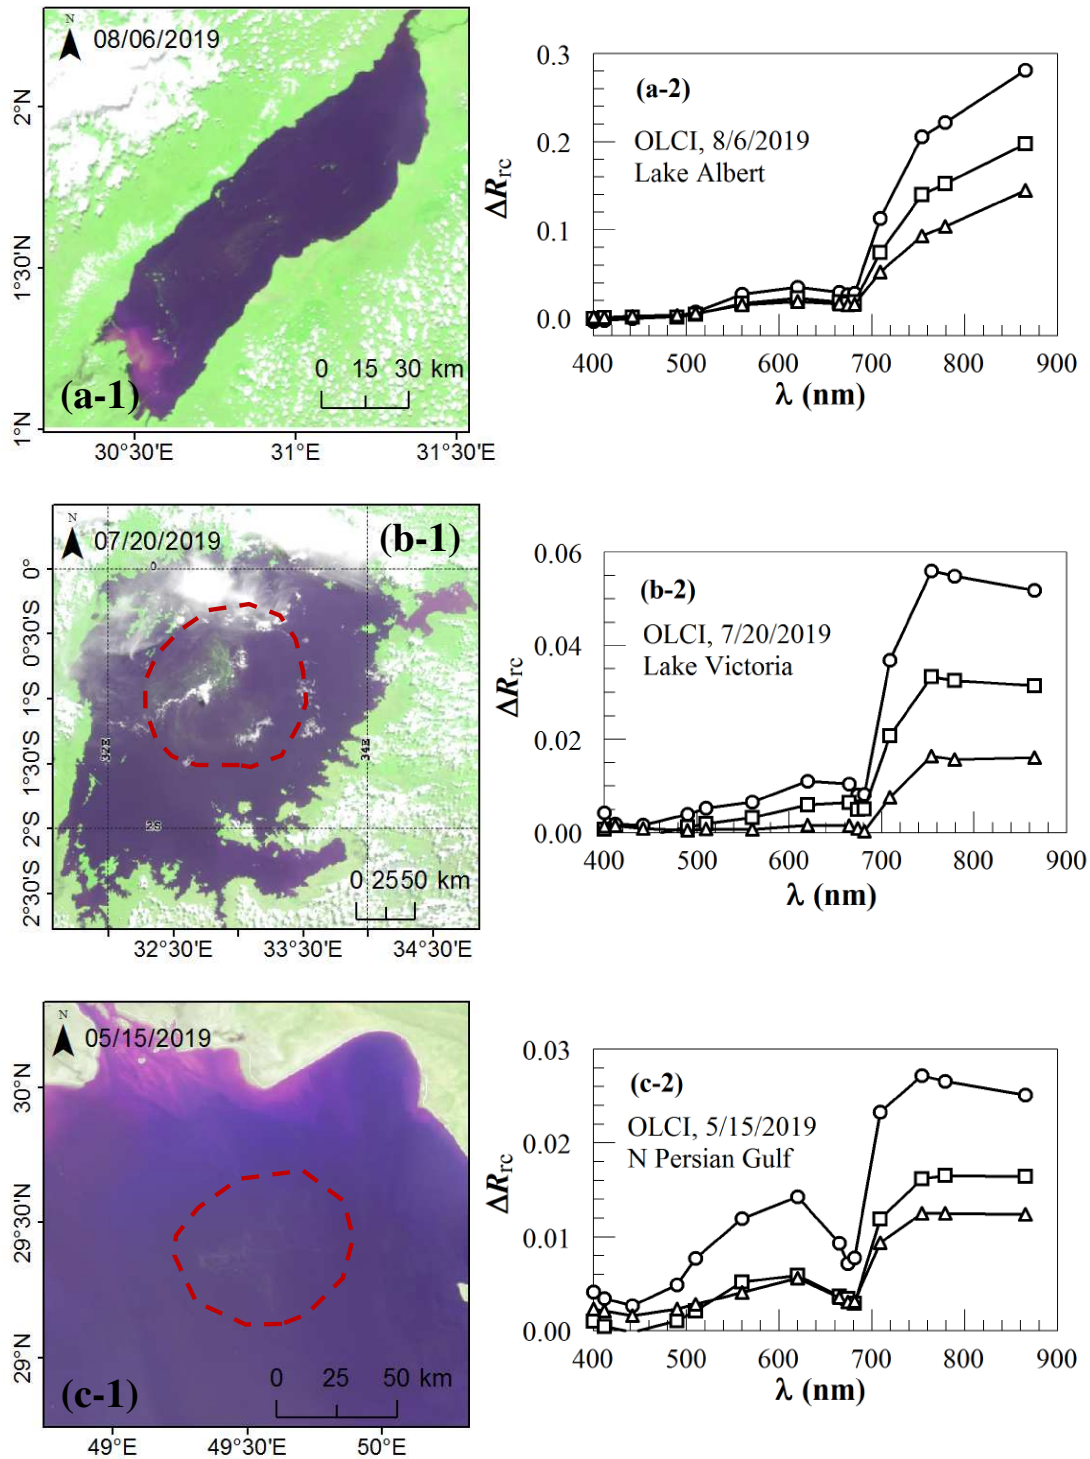 N
08/06/2019
2°N
1°30'N
1°N
(a-1)
0 15 30 km
30°30'E 31°E 31°30'E
0.3
0.2
0.1
0.0
ΔRrc
(a-2)
OLCI, 8/6/2019
Lake Albert
400 500 600 700 800 900
λ (nm)
N
07/20/2019
(b-1)
0
0°
0°30'S
1°S
1°30'S
2°S
2°30'S
32E
34E
2S
0 2550 km
32°30'E 33°30'E 34°30'E
0.06
0.04
0.02
0.00
ΔRrc
(b-2)
OLCI, 7/20/2019
Lake Victoria
400 500 600 700 800 900
λ (nm)
N
05/15/2019
30°N
29°30'N
29°N
(c-1)
0 25 50 km
49°E 49°30'E 50°E
0.03
0.02
0.01
0.00
ΔRrc
(c-2)
OLCI, 5/15/2019
N Persian Gulf
400 500 600 700 800 900
λ (nm)